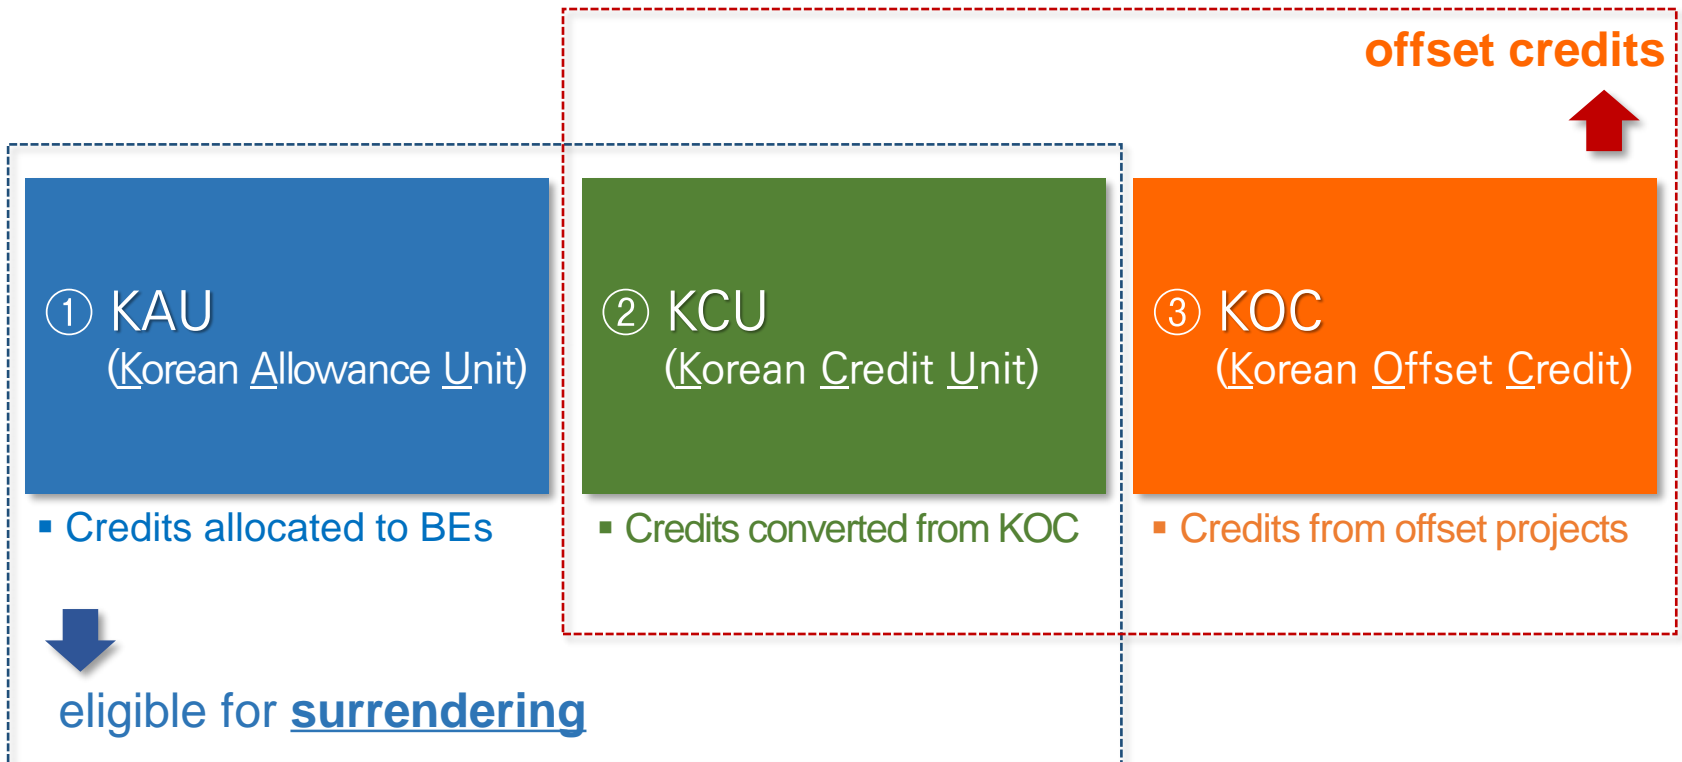 offset credits
① KAU
(Korean Allowance Unit)
② KCU
(Korean Credit Unit)
③ KOC
(Korean Offset Credit)
▪ Credits allocated to BEs
▪ Credits converted from KOC
▪ Credits from offset projects
eligible for surrendering